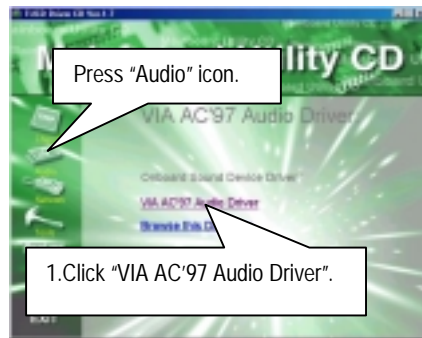 lity CD
Press “Audio” icon.
VIA AC'97 Audio Driver
Onboard Sound Device Driver
VIA AC'97 Audio Driver
Browse this
1.Click “VIA AC’97 Audio Driver”.
EXIT